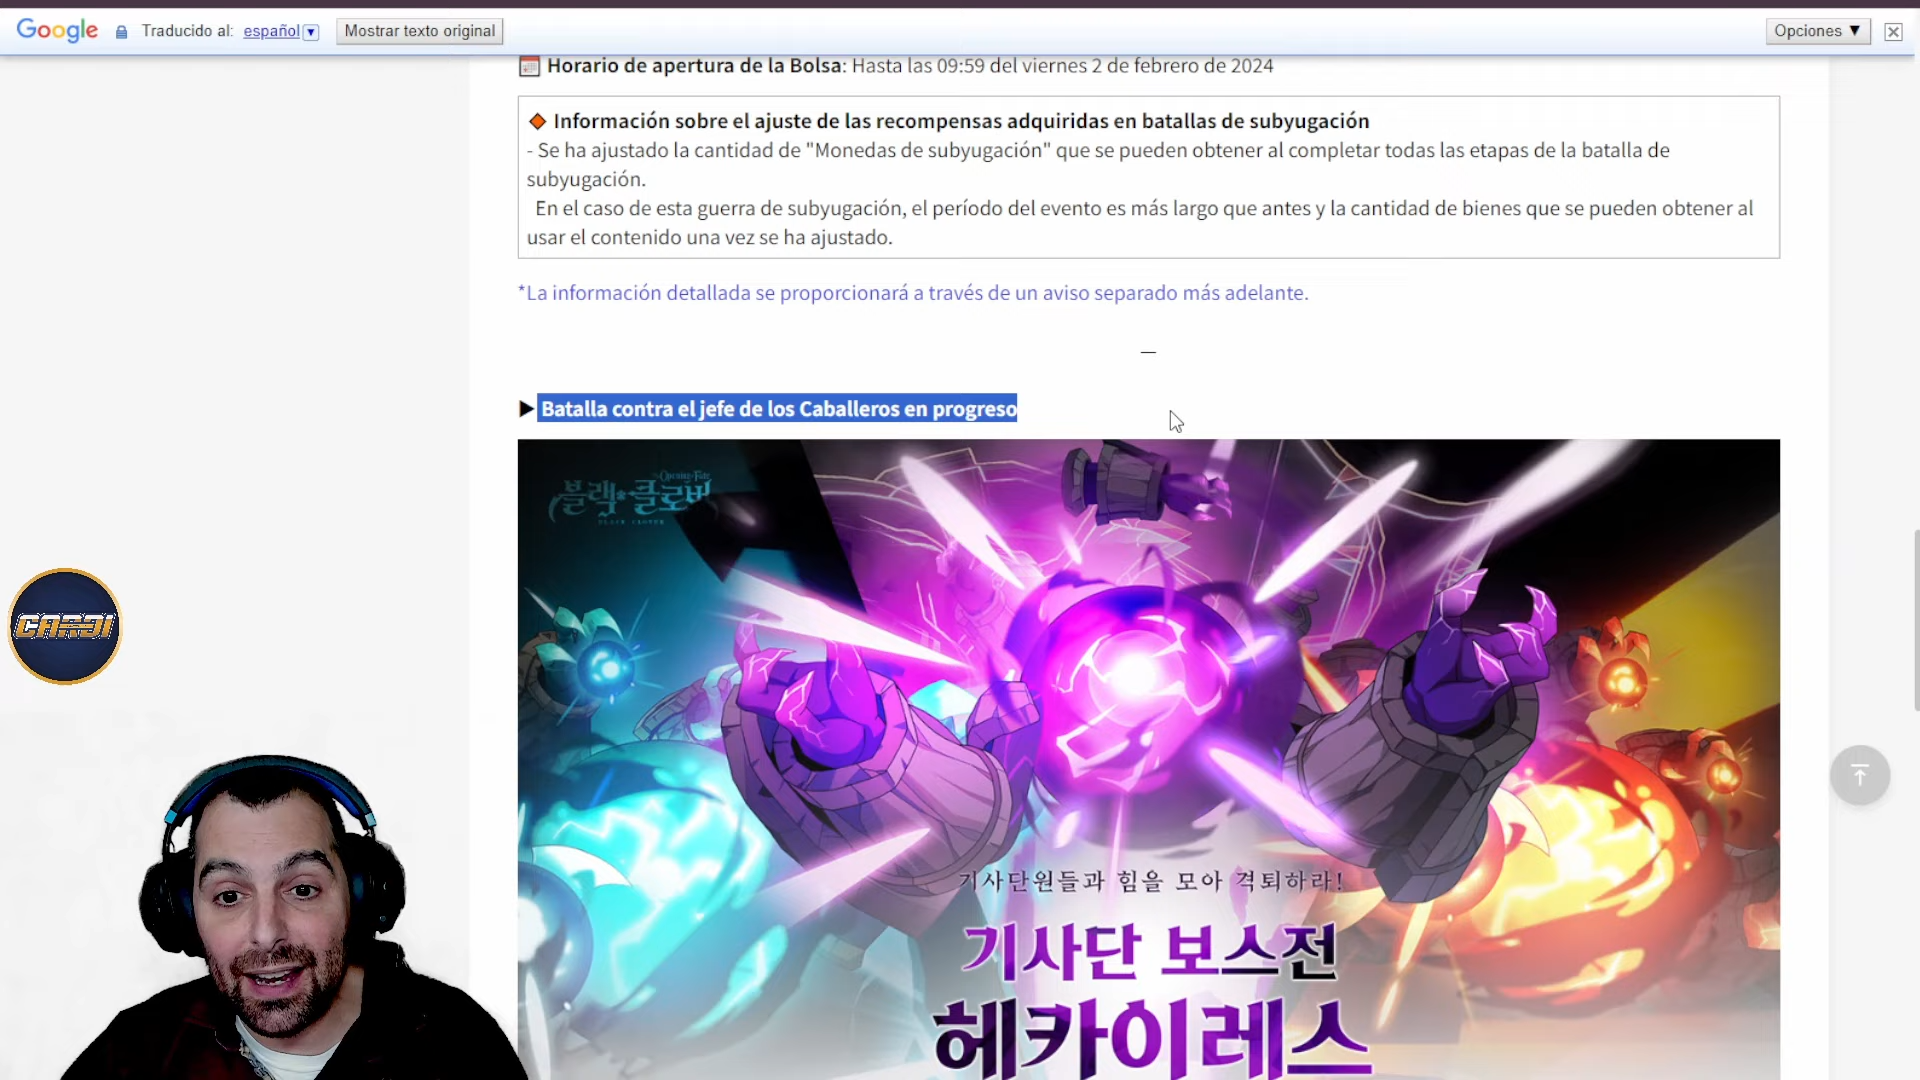 Google Traducido al: español ▼ Mostrar texto original Opciones ▼
Horario de apertura de la Bolsa: Hasta las 09:59 del viernes 2 de febrero de 2024
Información sobre el ajuste de las recompensas adquiridas en batallas de subyugación
- Se ha ajustado la cantidad de "Monedas de subyugación" que se pueden obtener al completar todas las etapas de la batalla de
subyugación.
En el caso de esta guerra de subyugación, el período del evento es más largo que antes y la cantidad de bienes que se pueden obtener al
usar el contenido una vez se ha ajustado.
*La información detallada se proporcionará a través de un aviso separado más adelante.
—
▶ Batalla contra el jefe de los Caballeros en progreso
블랙 클로버
BLACK CLOVER
CARDI
기사단원들과 힘을 모아 격퇴하라!
기사단 보스전
헤카이레스